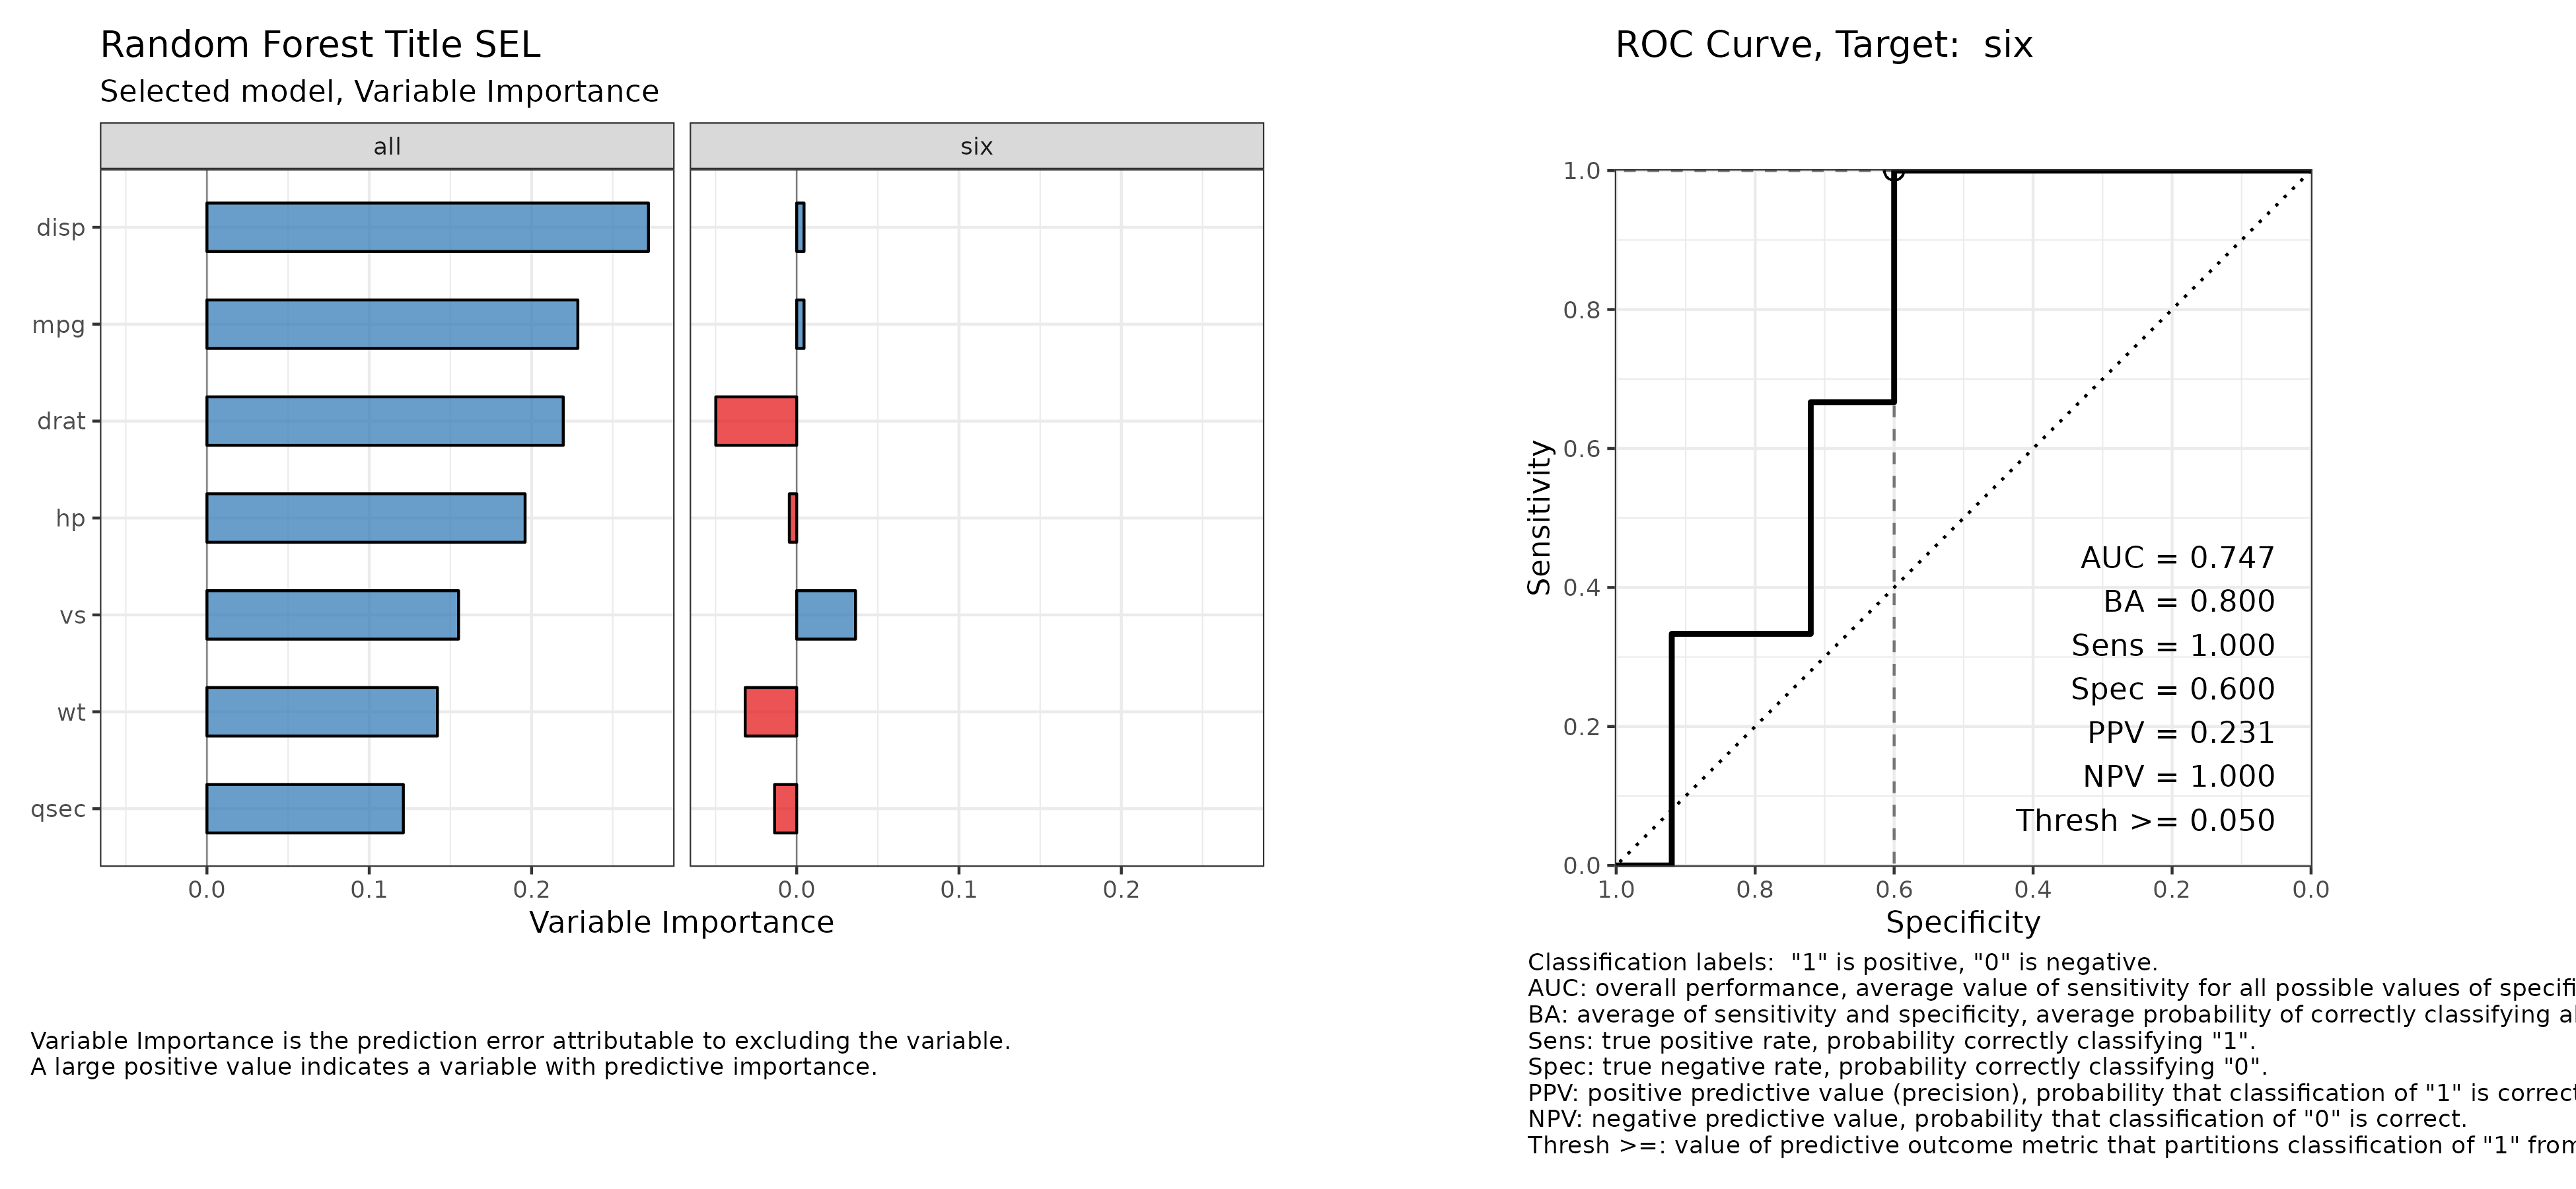 Random Forest Title SEL
Selected model, Variable Importance
all
six
disp
mpg
drat
hp
vs
wt
qsec
0.0 0.1 0.2
0.0 0.1 0.2
Variable Importance
Variable Importance is the prediction error attributable to excluding the variable.
A large positive value indicates a variable with predictive importance.
ROC Curve, Target:  six
Sensitivity
1.0
0.8
0.6
0.4
0.2
0.0
AUC = 0.747
BA = 0.800
Sens = 1.000
Spec = 0.600
PPV = 0.231
NPV = 1.000
Thresh >= 0.050
1.0 0.8 0.6 0.4 0.2 0.0
Specificity
Classification labels:  "1" is positive, "0" is negative.
AUC: overall performance, average value of sensitivity for all possible values of
BA: average of sensitivity and specificity, average probability of correctly classifying
Sens: true positive rate, probability correctly classifying "1".
Spec: true negative rate, probability correctly classifying "0".
PPV: positive predictive value (precision), probability that classification of "1" is correct
NPV: negative predictive value, probability that classification of "0" is correct.
Thresh >=: value of predictive outcome metric that partitions classification of "1" from